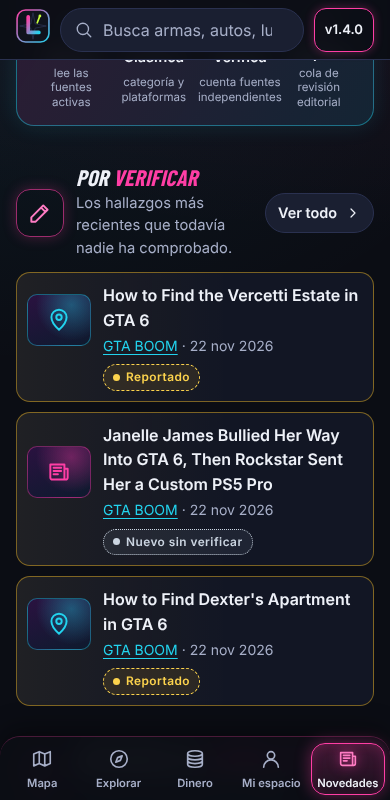 Busca armas, autos, lu
v1.4.0
lee las
fuentes
activas
categoría y
plataformas
cuenta fuentes
independientes
cola de
revisión
editorial
POR VERIFICAR
Los hallazgos más
recientes que todavía
nadie ha comprobado.
Ver todo
How to Find the Vercetti Estate in
GTA 6
GTA BOOM · 22 nov 2026
Reportado
Janelle James Bullied Her Way
Into GTA 6, Then Rockstar Sent
Her a Custom PS5 Pro
GTA BOOM · 22 nov 2026
Nuevo sin verificar
How to Find Dexter's Apartment
in GTA 6
GTA BOOM · 22 nov 2026
Reportado
Mapa
Explorar
Dinero
Mi espacio
Novedades